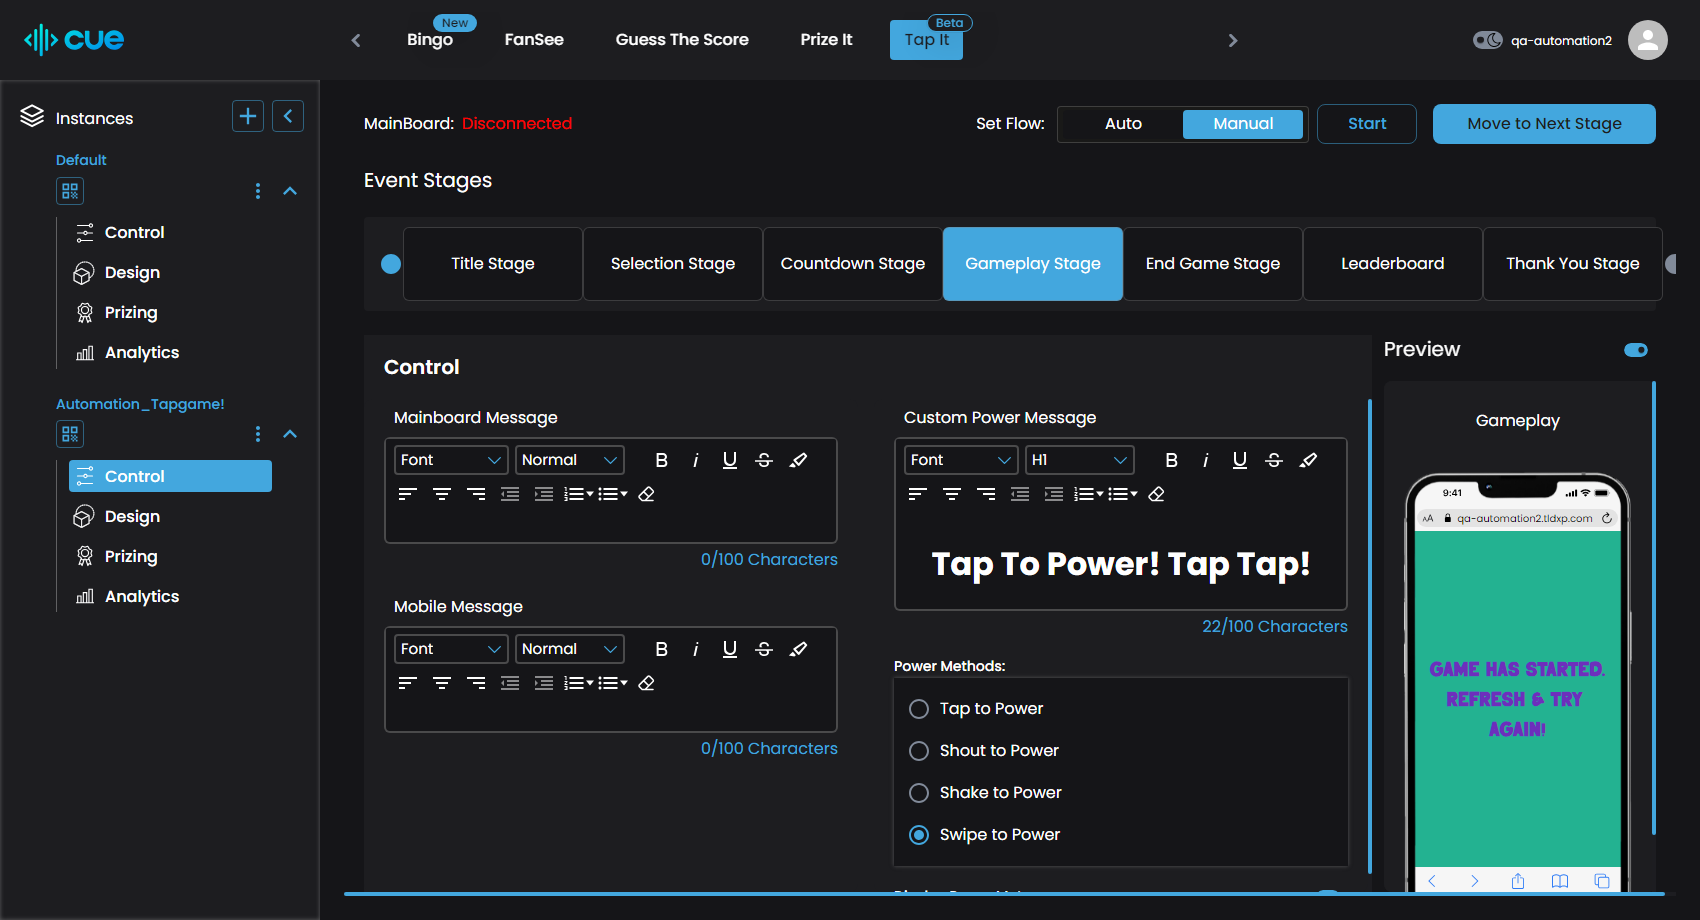 cue
Bingo
New
FanSee
Guess The Score
Prize It
Tap It
Beta
qa-automation2
Instances
Default
Control
Design
Prizing
Analytics
Automation_Tapgame!
Control
Design
Prizing
Analytics
MainBoard: Disconnected
Set Flow:
Auto
Manual
Start
Move to Next Stage
Event Stages
Title Stage
Selection Stage
Countdown Stage
Gameplay Stage
End Game Stage
Leaderboard
Thank You Stage
Control
Mainboard Message
Font
Normal
B i U S
0/100 Characters
Mobile Message
Font
Normal
B i U S
0/100 Characters
Custom Power Message
Font
H1
B i U S
Tap To Power! Tap Tap!
22/100 Characters
Power Methods:
Tap to Power
Shout to Power
Shake to Power
Swipe to Power
Preview
Gameplay
9:41
AA qa-automation2.tldxp.com
GAME HAS STARTED.
REFRESH & TRY
AGAIN!